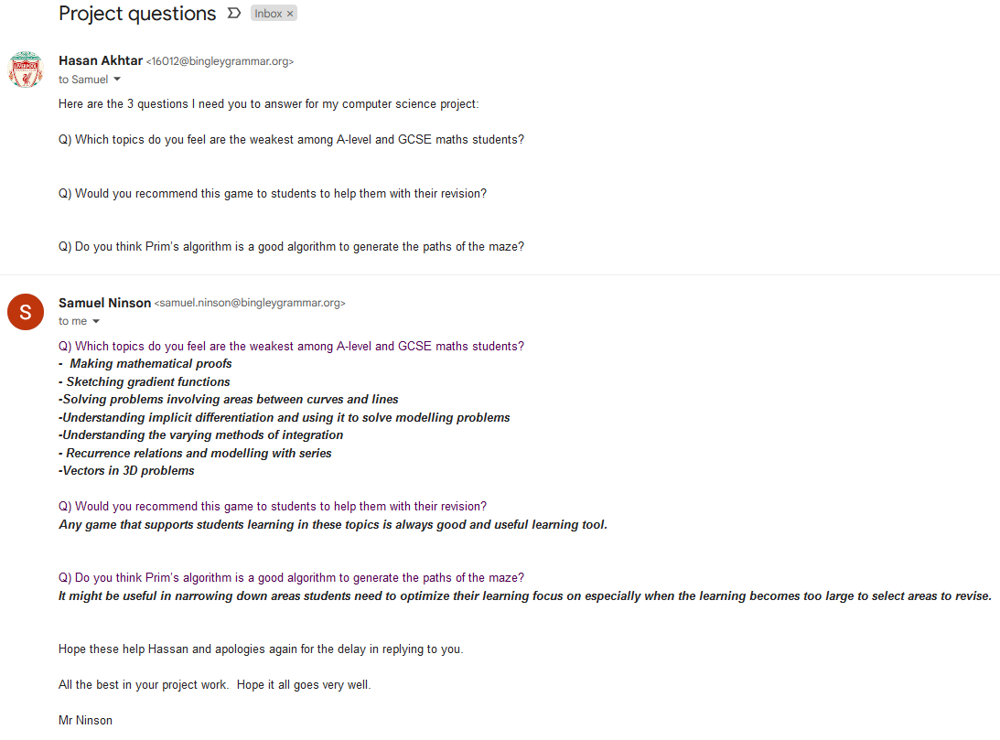 Project questions Inbox ×
Hasan Akhtar <16012@bingleygrammar.org>
to Samuel
Here are the 3 questions I need you to answer for my computer science project:
Q) Which topics do you feel are the weakest among A-level and GCSE maths students?
Q) Would you recommend this game to students to help them with their revision?
Q) Do you think Prim's algorithm is a good algorithm to generate the paths of the maze?
S
Samuel Ninson <samuel.ninson@bingleygrammar.org>
to me
Q) Which topics do you feel are the weakest among A-level and GCSE maths students?
- Making mathematical proofs
- Sketching gradient functions
-Solving problems involving areas between curves and lines
-Understanding implicit differentiation and using it to solve modelling problems
-Understanding the varying methods of integration
- Recurrence relations and modelling with series
-Vectors in 3D problems
Q) Would you recommend this game to students to help them with their revision?
Any game that supports students learning in these topics is always good and useful learning tool.
Q) Do you think Prim's algorithm is a good algorithm to generate the paths of the maze?
It might be useful in narrowing down areas students need to optimize their learning focus on especially when the learning becomes too large to select areas to revise.
Hope these help Hassan and apologies again for the delay in replying to you.
All the best in your project work.  Hope it all goes very well.
Mr Ninson